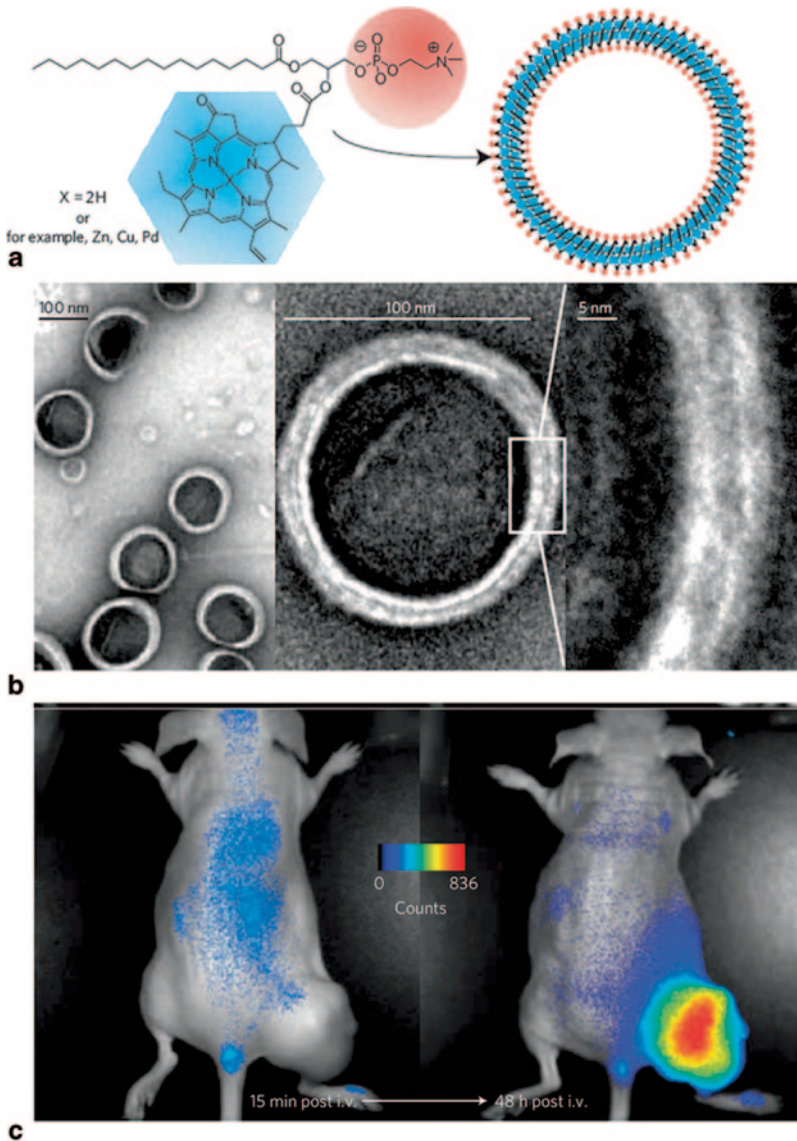 O
O
O
⊖ O
P
O
O
⊕
N
O
O
O
O
N
N
X
N
N
X = 2H
or
for example, Zn, Cu, Pd
a
100 nm
100 nm
5 nm
b
0 836
Counts
15 min post i.v. 48 h post i.v.
c